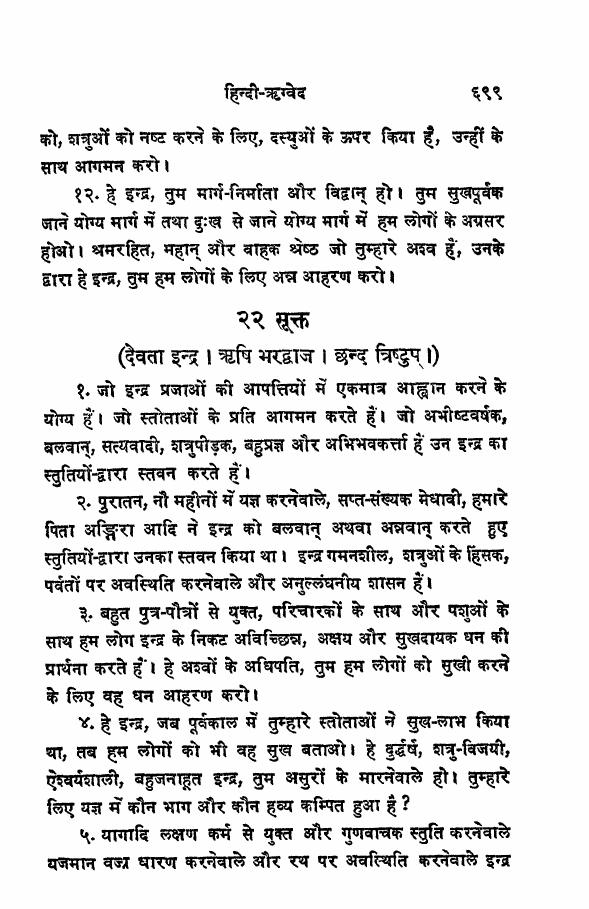 हिन्दी-ऋग्वेद ६९९
को, शत्रुओं को नष्ट करने के लिए, दस्युओं के ऊपर किया है, उन्हीं के
साथ आगमन करो।
१२. हे इन्द्र, तुम मार्ग-निर्माता और विद्वान् हो। तुम सुखपूर्वक
जाने योग्य मार्ग में तथा दुःख से जाने योग्य मार्ग में हम लोगों के अग्रसर
होओ। श्रमरहित, महान् और वाहक श्रेष्ठ जो तुम्हारे अश्व हैं, उनके
द्वारा हे इन्द्र, तुम हम लोगों के लिए अन्न आहरण करो।
२२ सूक्त
(देवता इन्द्र। ऋषि भरद्वाज। छन्द त्रिष्टुप्।)
१. जो इन्द्र प्रजाओं की आपत्तियों में एकमात्र आह्वान करने के
योग्य हैं। जो स्तोताओं के प्रति आगमन करते हैं। जो अभीष्टवर्षक,
बलवान्, सत्यवादी, शत्रुपीड़क, बहुप्रज्ञ और अभिभवकर्त्ता हैं उन इन्द्र का
स्तुतियों-द्वारा स्तवन करते हैं।
२. पुरातन, नौ महीनों में यज्ञ करनेवाले, सप्त-संख्यक मेधावी, हमारे
पिता अङ्गिरा आदि ने इन्द्र को बलवान् अथवा अन्नवान् करते हुए
स्तुतियों-द्वारा उनका स्तवन किया था। इन्द्र गमनशील, शत्रुओं के हिंसक,
पर्वतों पर अवस्थिति करनेवाले और अनुल्लंघनीय शासन हैं।
३. बहुत पुत्र-पौत्रों से युक्त, परिचारकों के साथ और पशुओं के
साथ हम लोग इन्द्र के निकट अविच्छिन्न, अक्षय और सुखदायक धन की
प्रार्थना करते हैं। हे अश्वों के अधिपति, तुम हम लोगों को सुखी करने
के लिए वह धन आहरण करो।
४. हे इन्द्र, जब पूर्वकाल में तुम्हारे स्तोताओं ने सुख-लाभ किया
था, तब हम लोगों को भी वह सुख बताओ। हे दुर्द्धर्ष, शत्रु-विजयी,
ऐश्वर्यशाली, बहुजनाहूत इन्द्र, तुम असुरों के मारनेवाले हो। तुम्हारे
लिए यज्ञ में कौन भाग और कौन हव्य कम्पित हुआ है?
५. यागादि लक्षण कर्म से युक्त और गुणवाचक स्तुति करनेवाले
यजमान वज्र धारण करनेवाले और रथ पर अवस्थिति करनेवाले इन्द्र